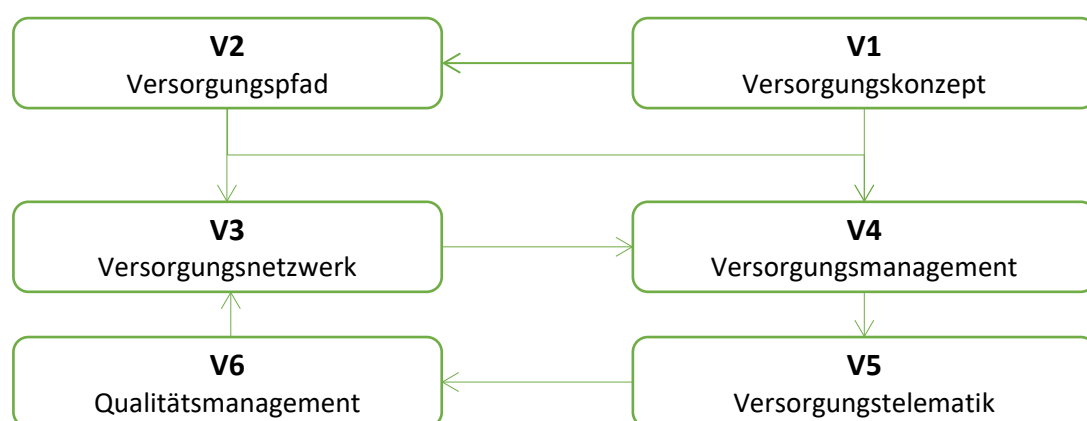 V2
Versorgungspfad
V1
Versorgungskonzept
V3
Versorgungsnetzwerk
V4
Versorgungsmanagement
V6
Qualitätsmanagement
V5
Versorgungstelematik